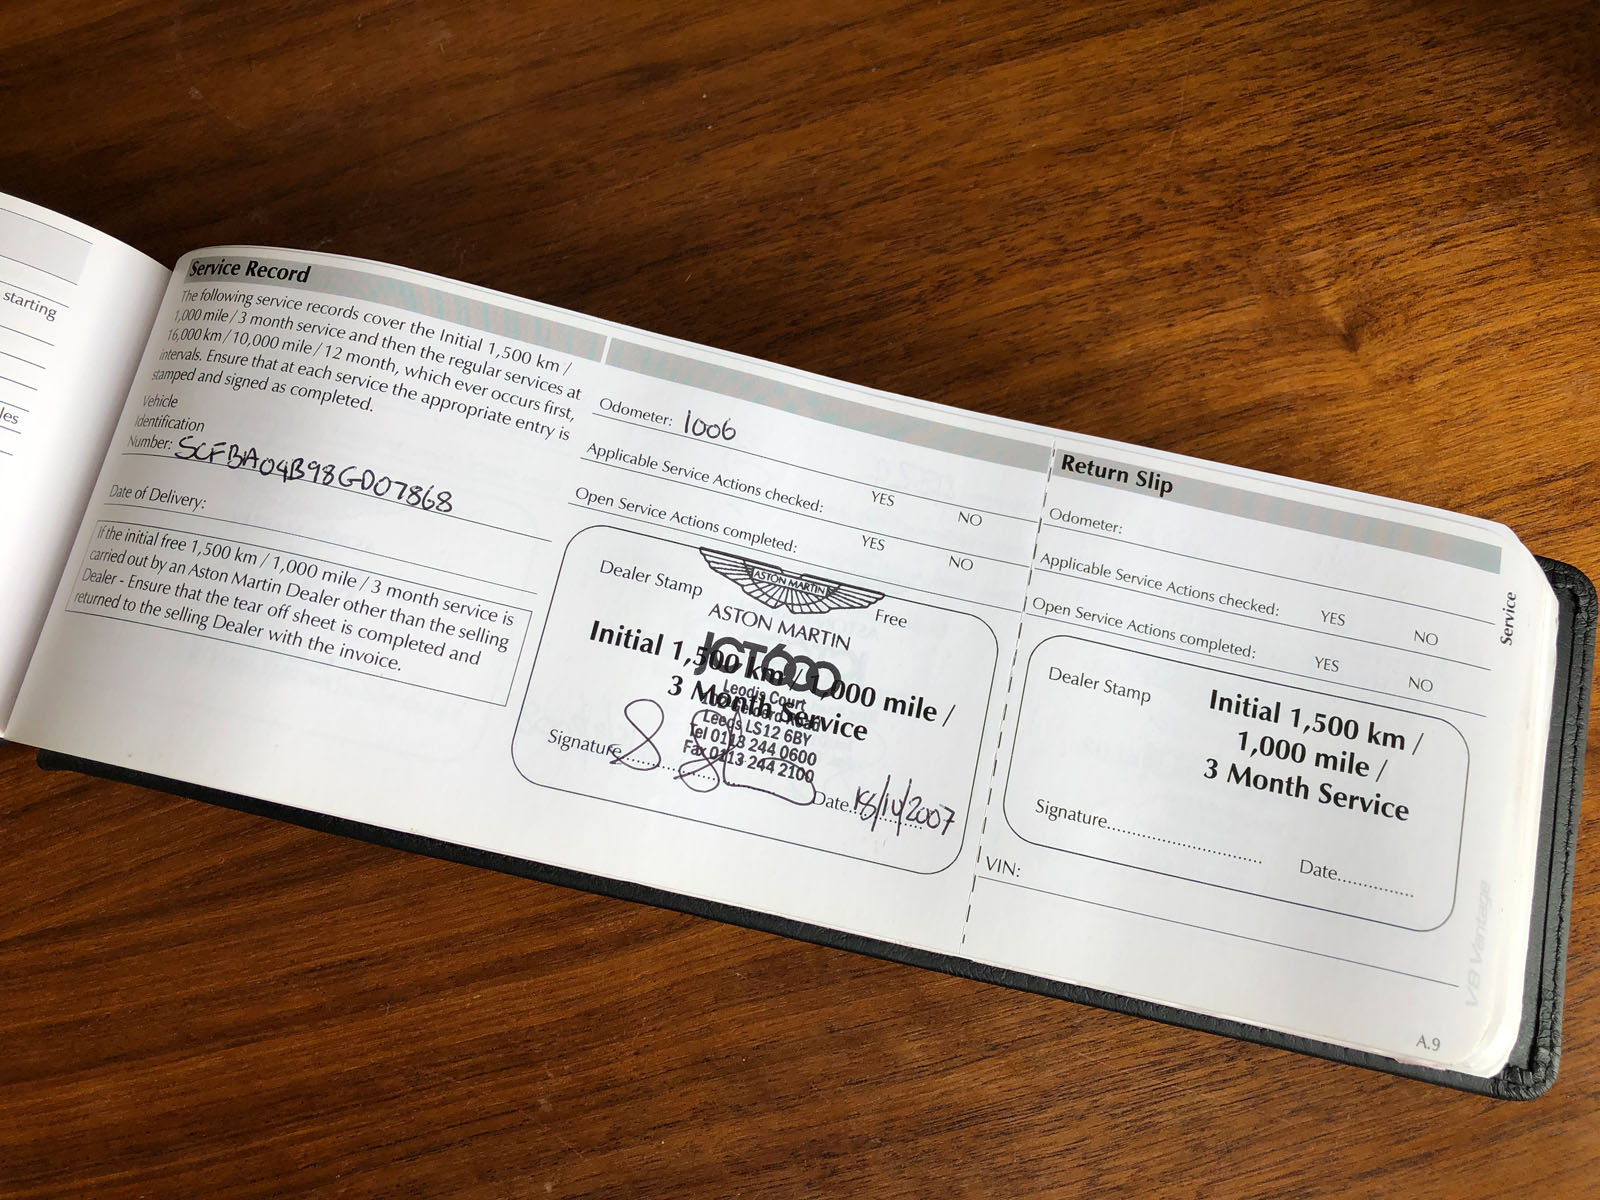 starting
les
Service Record
The following service records cover the Initial 1,500 km /
1,000 mile / 3 month service and then the regular services at
16,000 km / 10,000 mile / 12 month, which ever occurs first,
intervals. Ensure that at each service the appropriate entry is
stamped and signed as completed.
Vehicle
Identification
Number: SCFBA04B98GD07868
Date of Delivery:
If the initial free 1,500 km / 1,000 mile / 3 month service is
carried out by an Aston Martin Dealer other than the selling
Dealer - Ensure that the tear off sheet is completed and
returned to the selling Dealer with the invoice.
Odometer: 1006
Applicable Service Actions checked: YES NO
Open Service Actions completed: YES NO
Dealer Stamp
Free
ASTON MARTIN
ASTON MARTIN
JCT600
Initial 1,500 km / 1,000 mile /
3 Month Service
Leodis Court
Leeds LS12 6BY
Tel 0113 244 0600
Fax 0113 244 2100
Signature
Date 18/10/2007
Return Slip
Odometer:
Applicable Service Actions checked: YES NO
Open Service Actions completed: YES NO
Dealer Stamp
Initial 1,500 km /
1,000 mile /
3 Month Service
Signature
Date
VIN:
Service
V8 Vantage
A.9